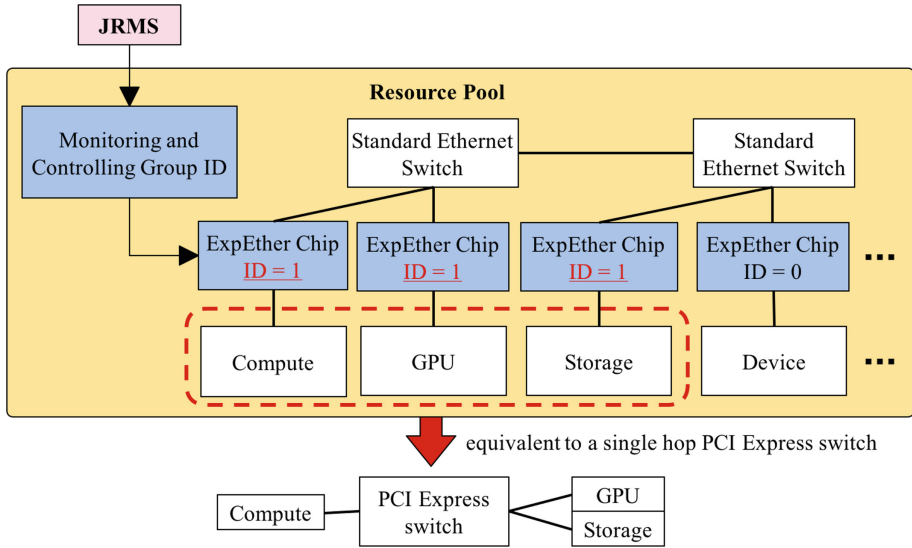 JRMS
Resource Pool
Monitoring and
Controlling Group ID
Standard Ethernet
Switch
Standard
Ethernet Switch
ExpEther Chip
ID = 1
ExpEther Chip
ID = 1
ExpEther Chip
ID = 1
ExpEther Chip
ID = 0
...
Compute
GPU
Storage
Device
...
equivalent to a single hop PCI Express switch
Compute
PCI Express
switch
GPU
Storage